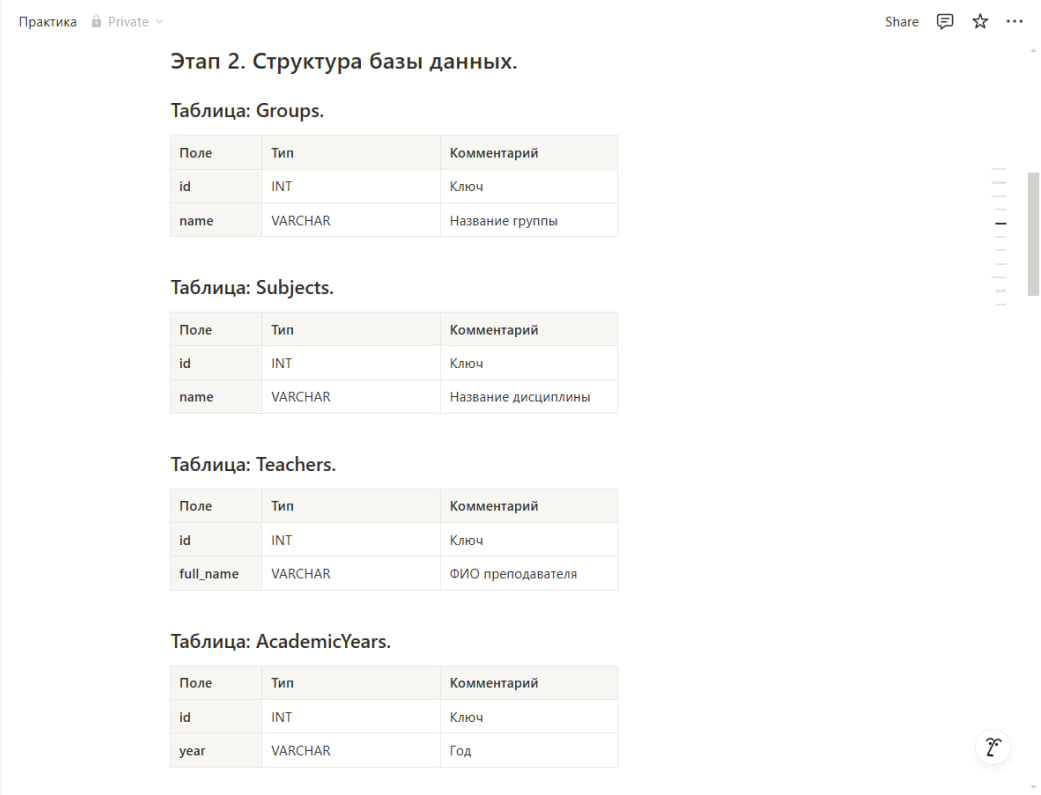 Практика Private Share
Этап 2. Структура базы данных.
Таблица: Groups.
Поле Тип Комментарий
id INT Ключ
name VARCHAR Название группы
Таблица: Subjects.
Поле Тип Комментарий
id INT Ключ
name VARCHAR Название дисциплины
Таблица: Teachers.
Поле Тип Комментарий
id INT Ключ
full_name VARCHAR ФИО преподавателя
Таблица: AcademicYears.
Поле Тип Комментарий
id INT Ключ
year VARCHAR Год